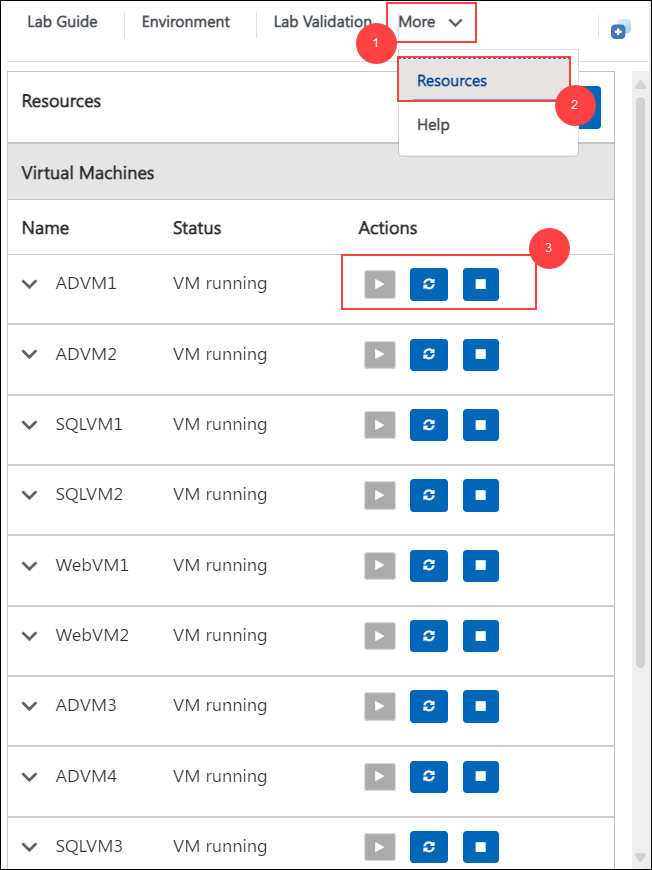 Lab Guide Environment Lab Validation More
1
Resources
2
Help
Resources
Virtual Machines
Name Status Actions
3
ADVM1 VM running
ADVM2 VM running
SQLVM1 VM running
SQLVM2 VM running
WebVM1 VM running
WebVM2 VM running
ADVM3 VM running
ADVM4 VM running
SQLVM3 VM running